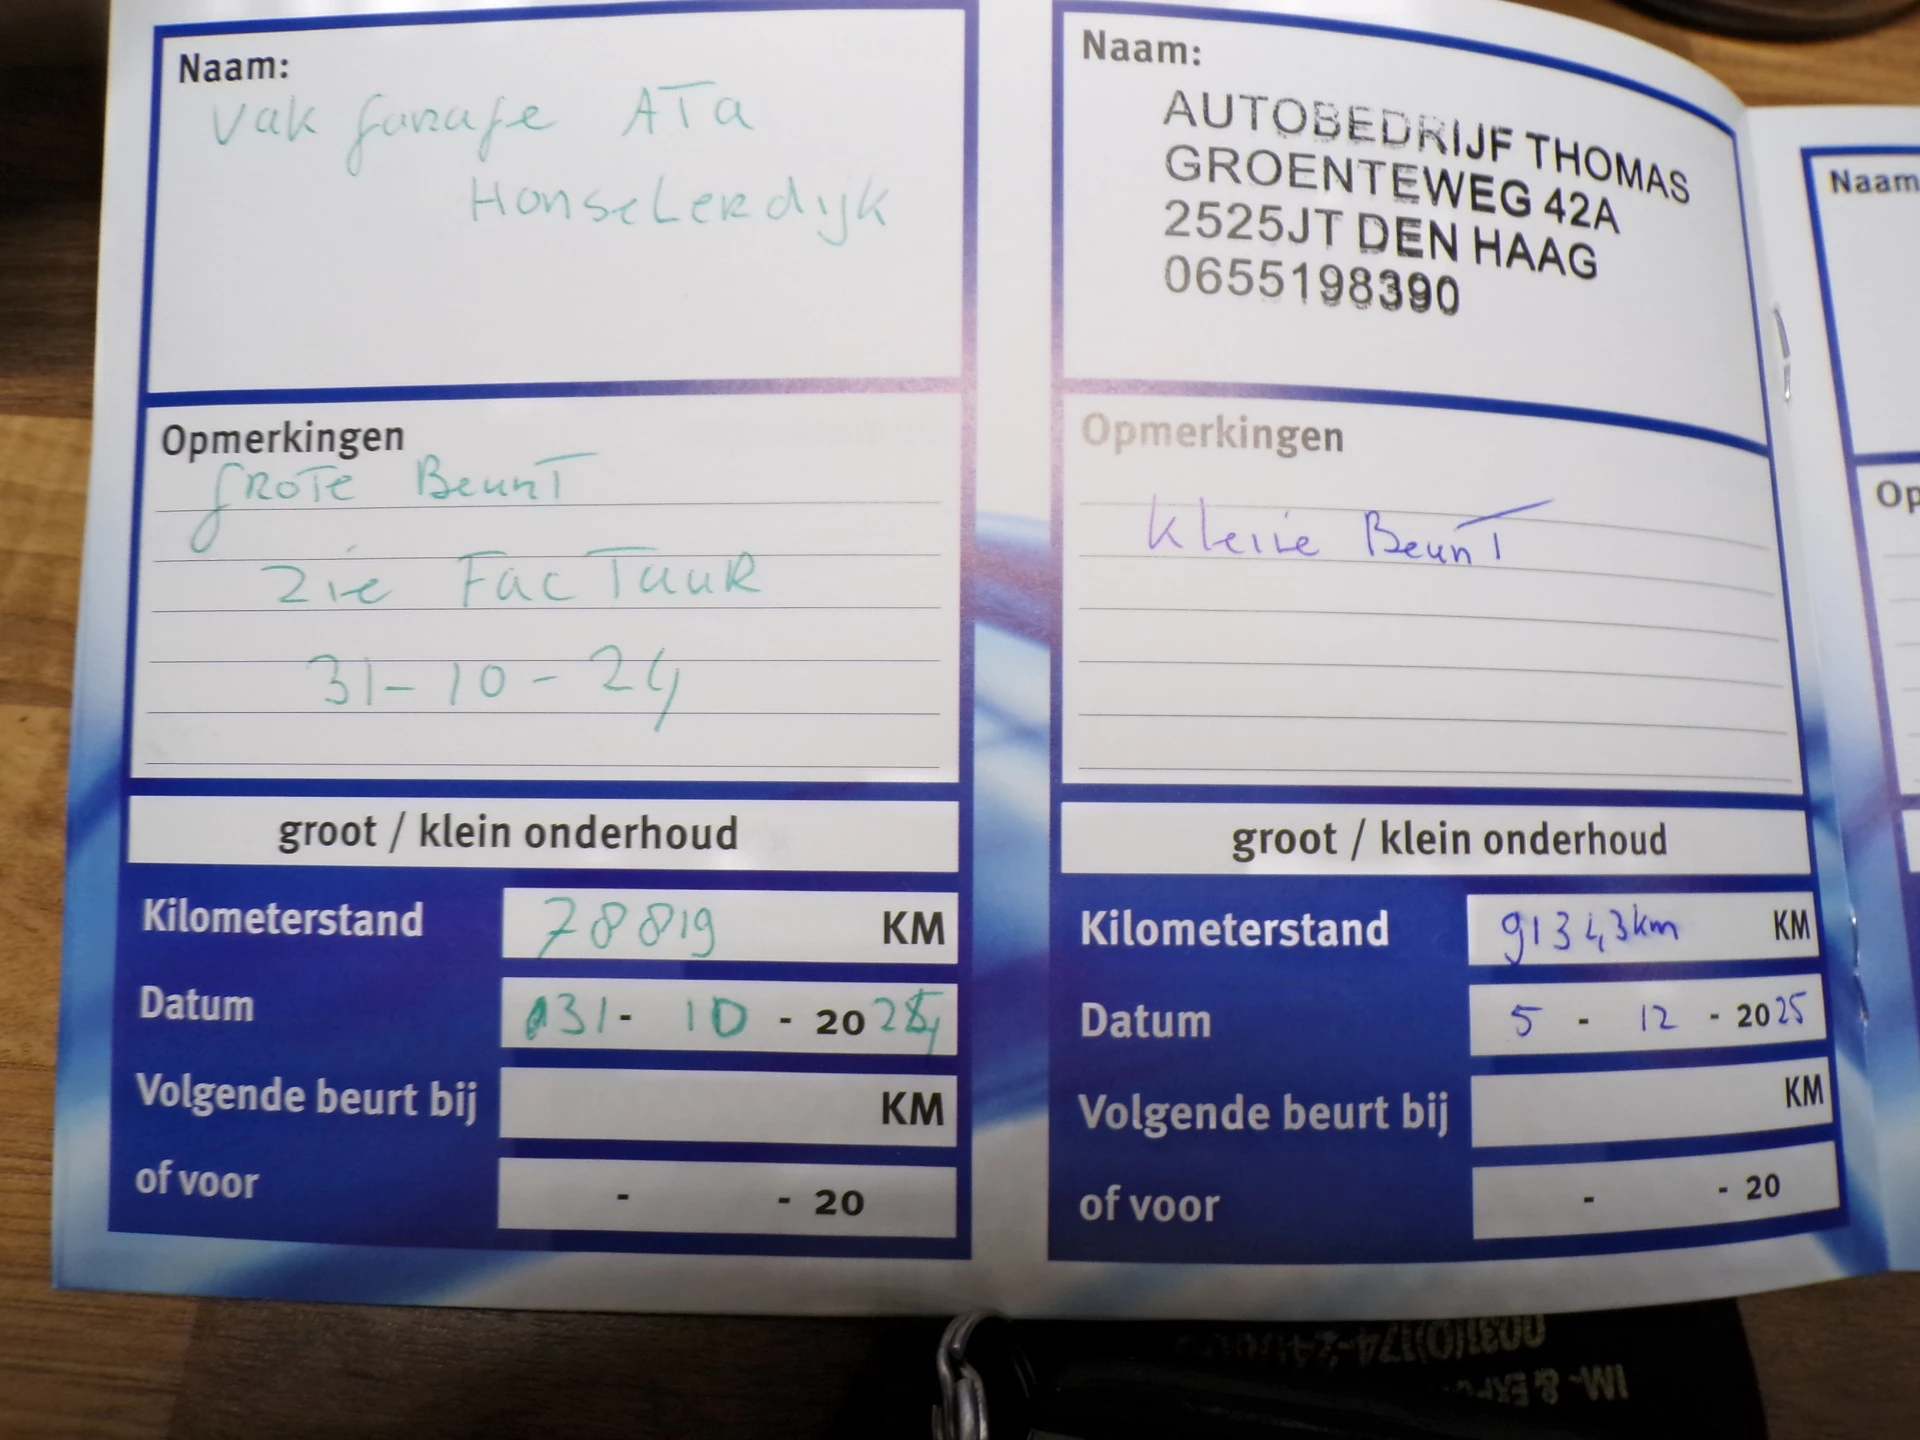 Naam:
Vak garage ATa
Honselerdijk
Opmerkingen
grote Beurt
Zie Factuur
31-10-24
groot / klein onderhoud
Kilometerstand 78819 KM
Datum 31- 10 - 2024
Volgende beurt bij KM
of voor - - 20
Naam:
AUTOBEDRIJF THOMAS
GROENTEWEG 42A
2525JT DEN HAAG
0655198390
Opmerkingen
Kleine Beurt
groot / klein onderhoud
Kilometerstand 91343km KM
Datum 5 - 12 - 2025
Volgende beurt bij KM
of voor - - 20
Naam
Op
IM- & EXPO